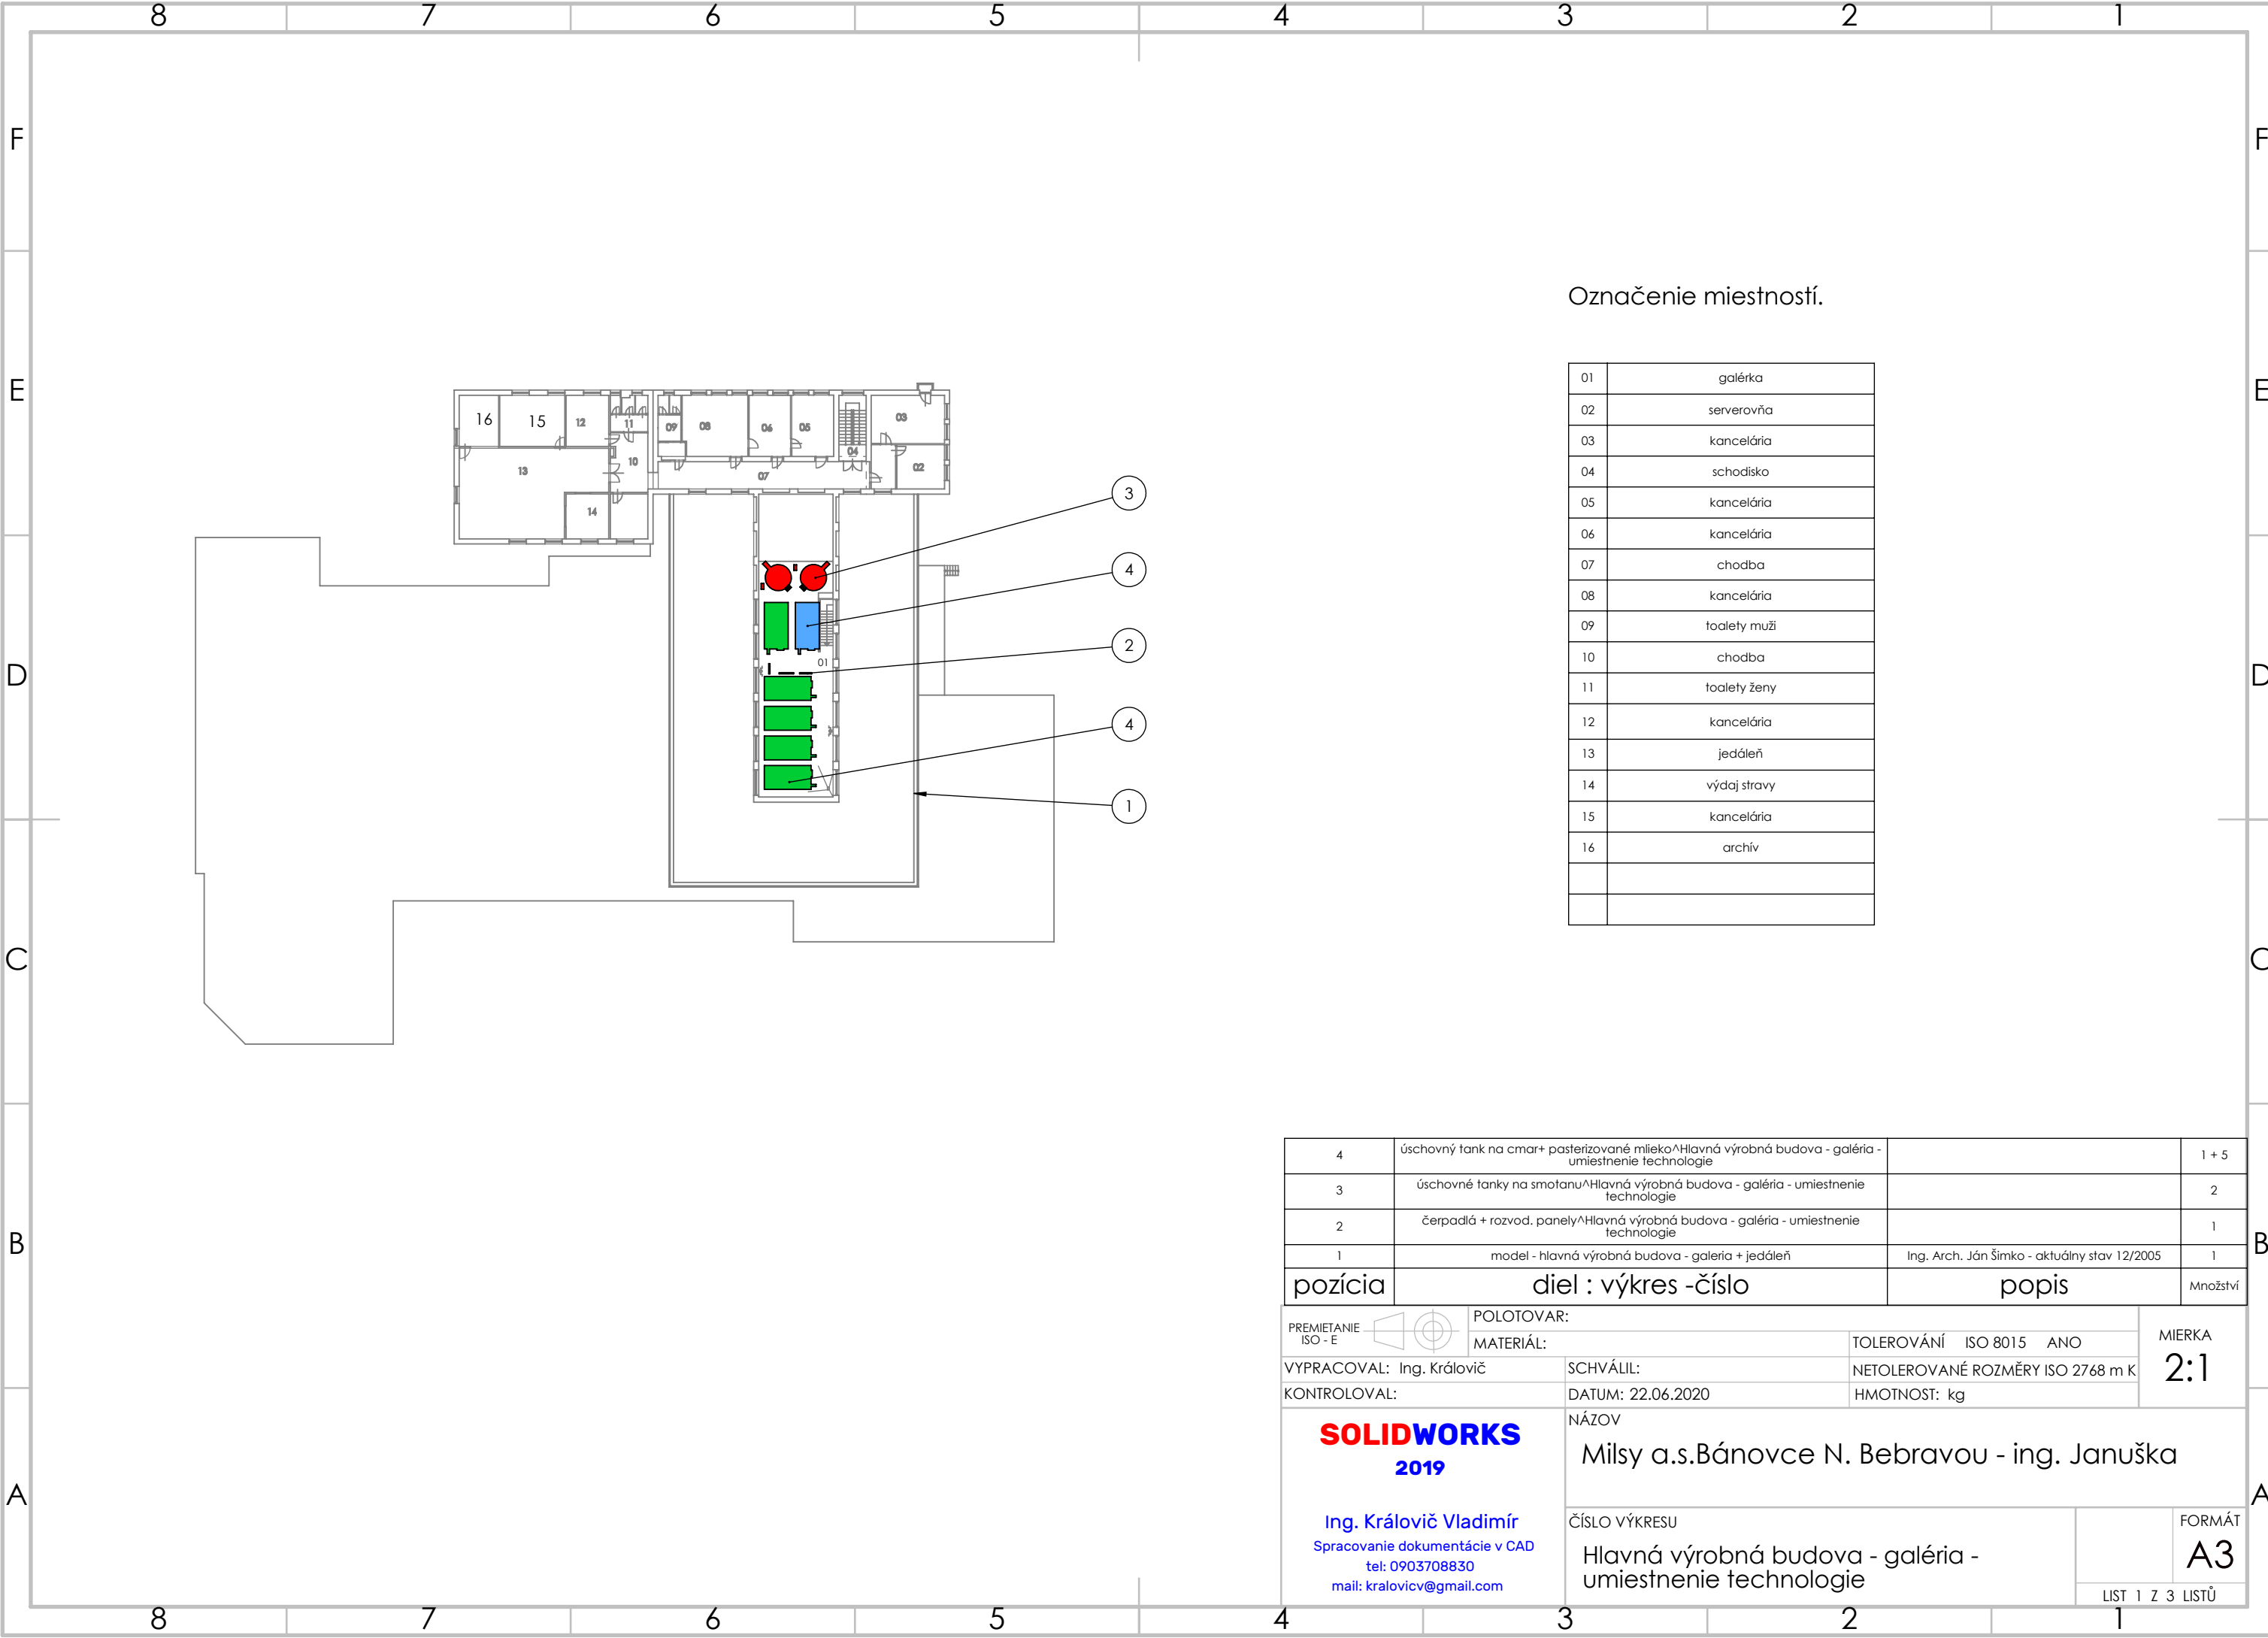 8 7 6 5 4 3 2 1
F F
E E
D D
C C
B B
A A
16 15 12 11 09 08 06 05 04 03
13 10 07 02
14
01
3
4
2
4
1
Označenie miestností.
01 galérka
02 serverovňa
03 kancelária
04 schodisko
05 kancelária
06 kancelária
07 chodba
08 kancelária
09 toalety muži
10 chodba
11 toalety ženy
12 kancelária
13 jedáleň
14 výdaj stravy
15 kancelária
16 archív
4 úschovný tank na cmar+ pasterizované mlieko^Hlavná výrobná budova - galéria - 1 + 5
umiestnenie technologie
3 úschovné tanky na smotanu^Hlavná výrobná budova - galéria - umiestnenie 2
technologie
2 čerpadlá + rozvod. panely^Hlavná výrobná budova - galéria - umiestnenie 1
technologie
1 model - hlavná výrobná budova - galeria + jedáleň Ing. Arch. Ján Šimko - aktuálny stav 12/2005 1
pozícia diel : výkres -číslo popis Množství
PREMIETANIE
ISO - E
POLOTOVAR:
MATERIÁL: TOLEROVÁNÍ ISO 8015 ANO
MIERKA
2:1
VYPRACOVAL: Ing. Královič SCHVÁLIL: NETOLEROVANÉ ROZMĚRY ISO 2768 m K
KONTROLOVAL: DATUM: 22.06.2020 HMOTNOST: kg
SOLIDWORKS
2019
Ing. Královič Vladimír
Spracovanie dokumentácie v CAD
tel: 0903708830
mail: kralovicv@gmail.com
NÁZOV
Milsy a.s.Bánovce N. Bebravou - ing. Januška
ČÍSLO VÝKRESU
Hlavná výrobná budova - galéria -
umiestnenie technologie
FORMÁT
A3
LIST 1 Z 3 LISTŮ
8 7 6 5 4 3 2 1